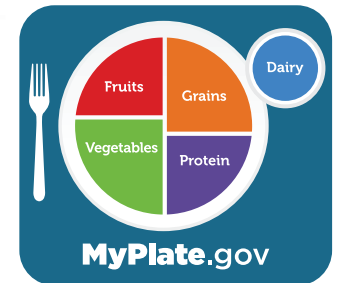 Fruits
Grains
Dairy
Vegetables
Protein
MyPlate.gov